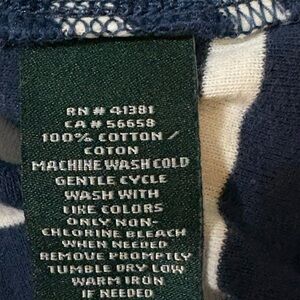 RN # 41381
CA # 56658
100% COTTON /
COTON
MACHINE WASH COLD
GENTLE CYCLE
WASH WITH
LIKE COLORS
ONLY NON-
CHLORINE BLEACH
WHEN NEEDED
REMOVE PROMPTLY
TUMBLE DRY LOW
WARM IRON
IF NEEDED